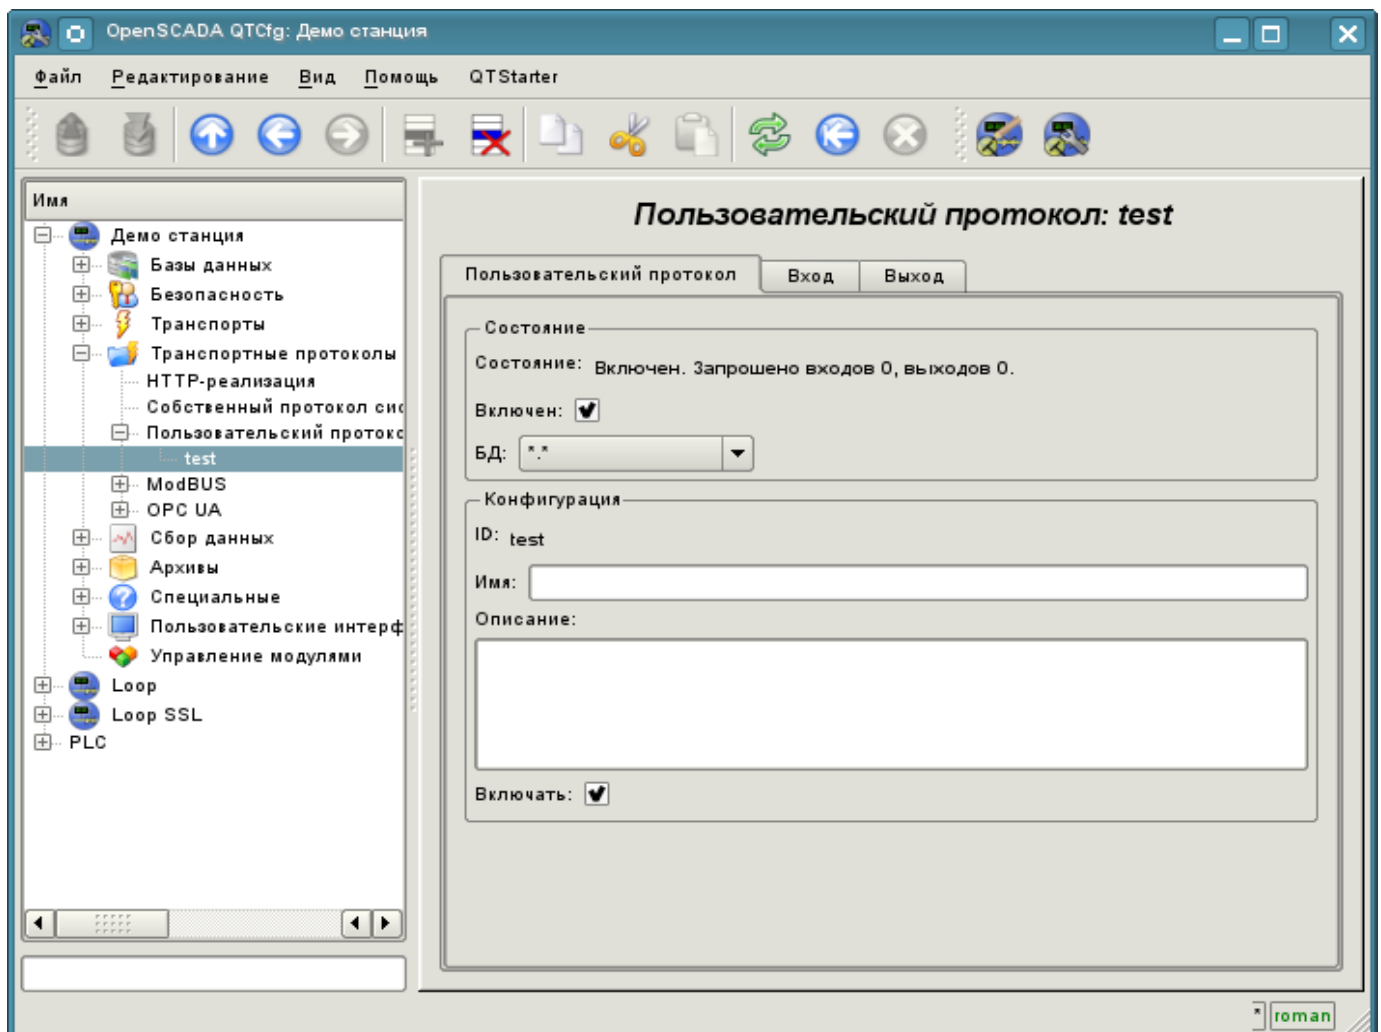 OpenSCADA QTCfg: Демо станция
Файл Редактирование Вид Помощь QTStarter
Имя
Демо станция
Базы данных
Безопасность
Транспорты
Транспортные протоколы
HTTP-реализация
Собственный протокол сис
Пользовательский протокс
test
ModBUS
OPC UA
Сбор данных
Архивы
Специальные
Пользовательские интерф
Управление модулями
Loop
Loop SSL
PLC
Пользовательский протокол: test
Пользовательский протокол Вход Выход
Состояние
Состояние: Включен. Запрошено входов 0, выходов 0.
Включен:
БД: *.*
Конфигурация
ID: test
Имя:
Описание:
Включать:
* roman